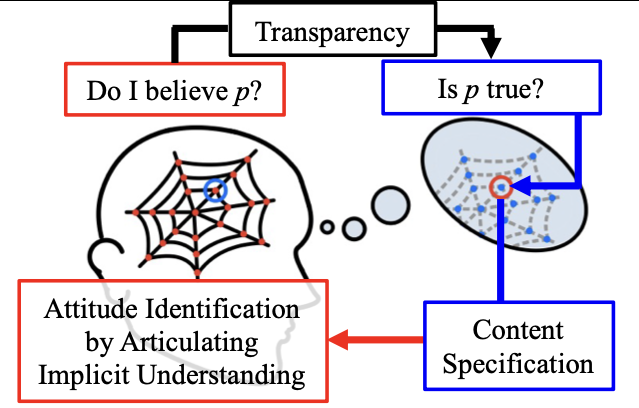 Transparency
Do I believe p?
Is p true?
Attitude Identification
by Articulating
Implicit Understanding
Content
Specification